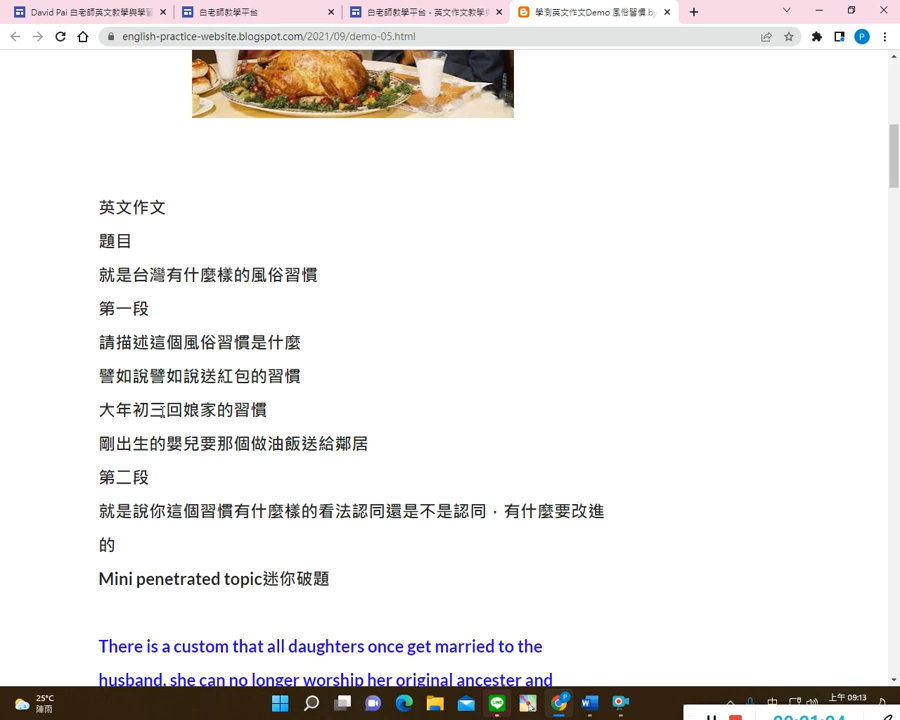 David Pai 白老師英文教學與學習
白老師教學平台
白老師教學平台 - 英文作文教學
學測英文作文Demo 風俗習慣 by
english-practice-website.blogspot.com/2021/09/demo-05.html
P
英文作文
題目
就是台灣有什麼樣的風俗習慣
第一段
請描述這個風俗習慣是什麼
譬如說譬如說送紅包的習慣
大年初三回娘家的習慣
剛出生的嬰兒要那個做油飯送給鄰居
第二段
就是說你這個習慣有什麼樣的看法認同還是不是認同，有什麼要改進
的
Mini penetrated topic迷你破題
There is a custom that all daughters once get married to the
husband, she can no longer worship her original ancester and
25°C
陣雨
上午 09:13
00:01:04